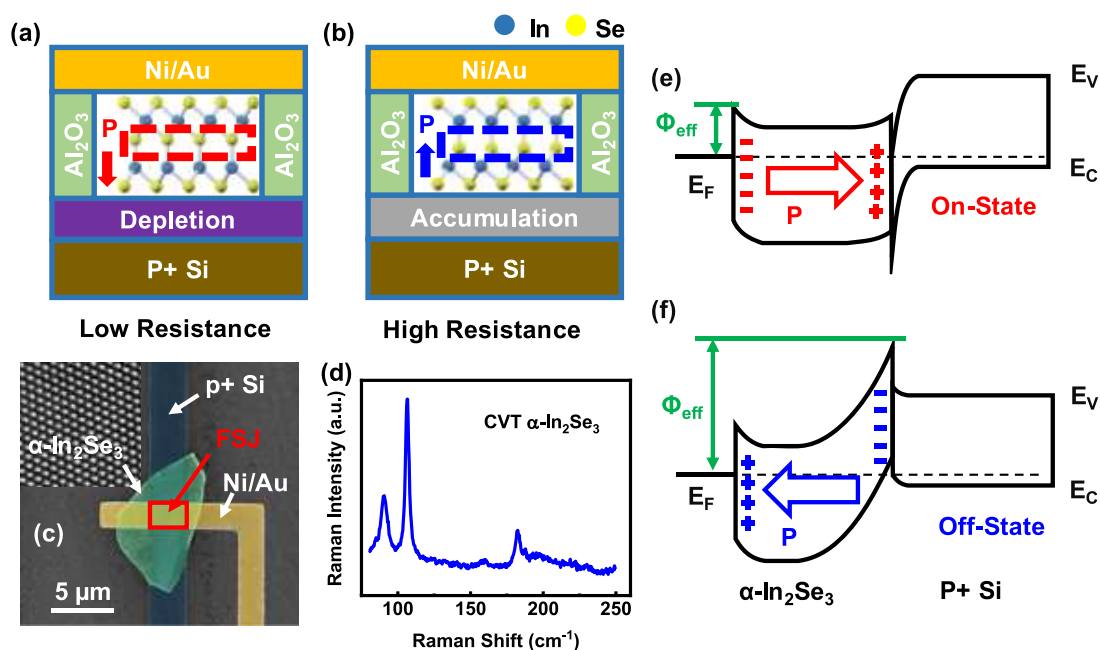 (a)
Ni/Au
Al₂O₃
P
Al₂O₃
Depletion
P+ Si
Low Resistance
(b)
In
Se
Ni/Au
Al₂O₃
P
Al₂O₃
Accumulation
P+ Si
High Resistance
(c)
p+ Si
α-In₂Se₃
FSJ
Ni/Au
5 μm
(d)
CVT α-In₂Se₃
Raman Intensity (a.u.)
100
150
200
250
Raman Shift (cm⁻¹)
(e)
Φeff
EF
P
EV
EC
On-State
(f)
Φeff
EF
P
EV
EC
Off-State
α-In₂Se₃
P+ Si